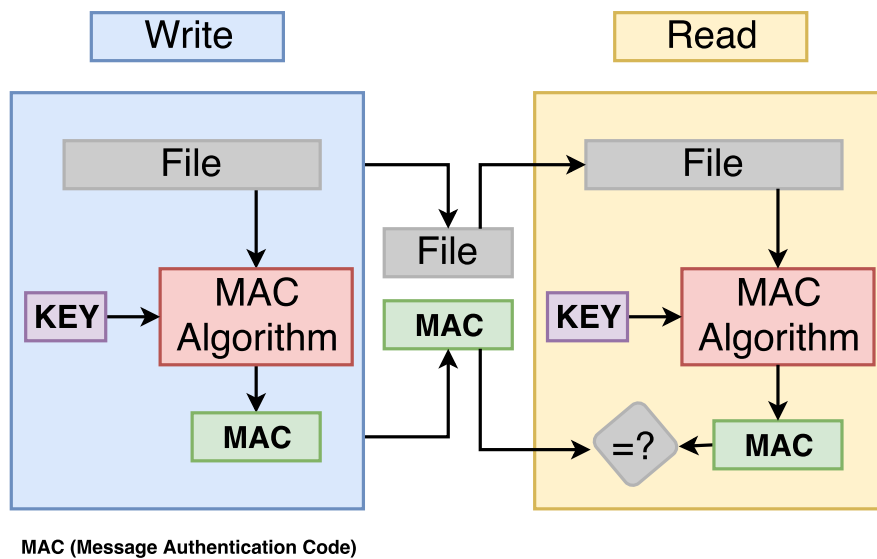 Write
Read
File
File
File
KEY
MAC
Algorithm
MAC
MAC
KEY
MAC
Algorithm
=?
MAC
MAC (Message Authentication Code)